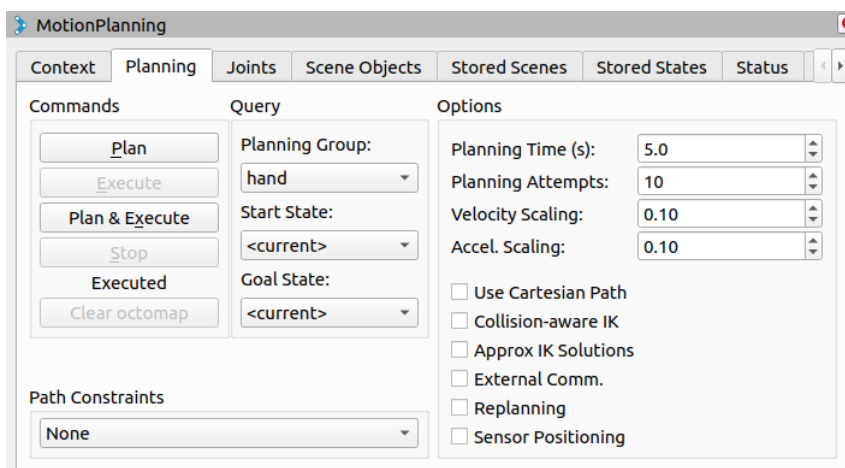 MotionPlanning
Context Planning Joints Scene Objects Stored Scenes Stored States Status
Commands
Plan
Execute
Plan & Execute
Stop
Executed
Clear octomap
Query
Planning Group:
hand
Start State:
<current>
Goal State:
<current>
Options
Planning Time (s): 5.0
Planning Attempts: 10
Velocity Scaling: 0.10
Accel. Scaling: 0.10
Use Cartesian Path
Collision-aware IK
Approx IK Solutions
External Comm.
Replanning
Sensor Positioning
Path Constraints
None